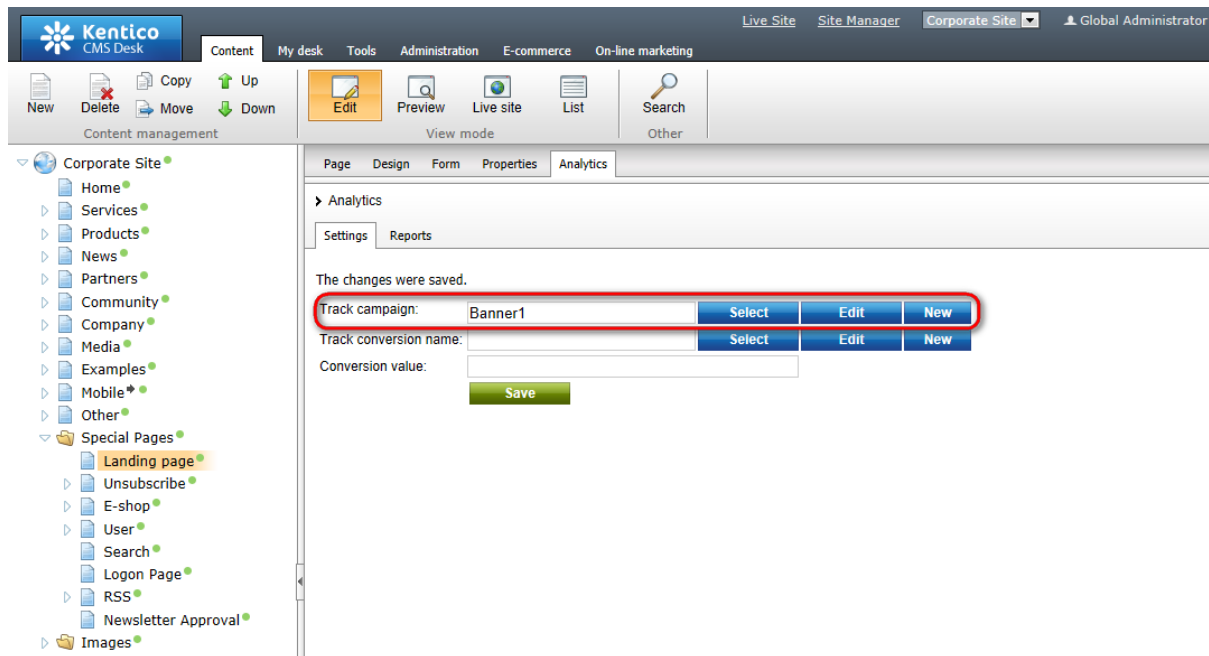 Live Site Site Manager Corporate Site Global Administrator
Kentico
CMS Desk
Content My desk Tools Administration E-commerce On-line marketing
New Delete Copy Move Up Down
Content management
Edit Preview Live site List
View mode
Search
Other
Corporate Site
Home
Services
Products
News
Partners
Community
Company
Media
Examples
Mobile
Other
Special Pages
Landing page
Unsubscribe
E-shop
User
Search
Logon Page
RSS
Newsletter Approval
Images
Page Design Form Properties Analytics
Analytics
Settings Reports
The changes were saved.
Track campaign: Banner1 Select Edit New
Track conversion name: Select Edit New
Conversion value:
Save